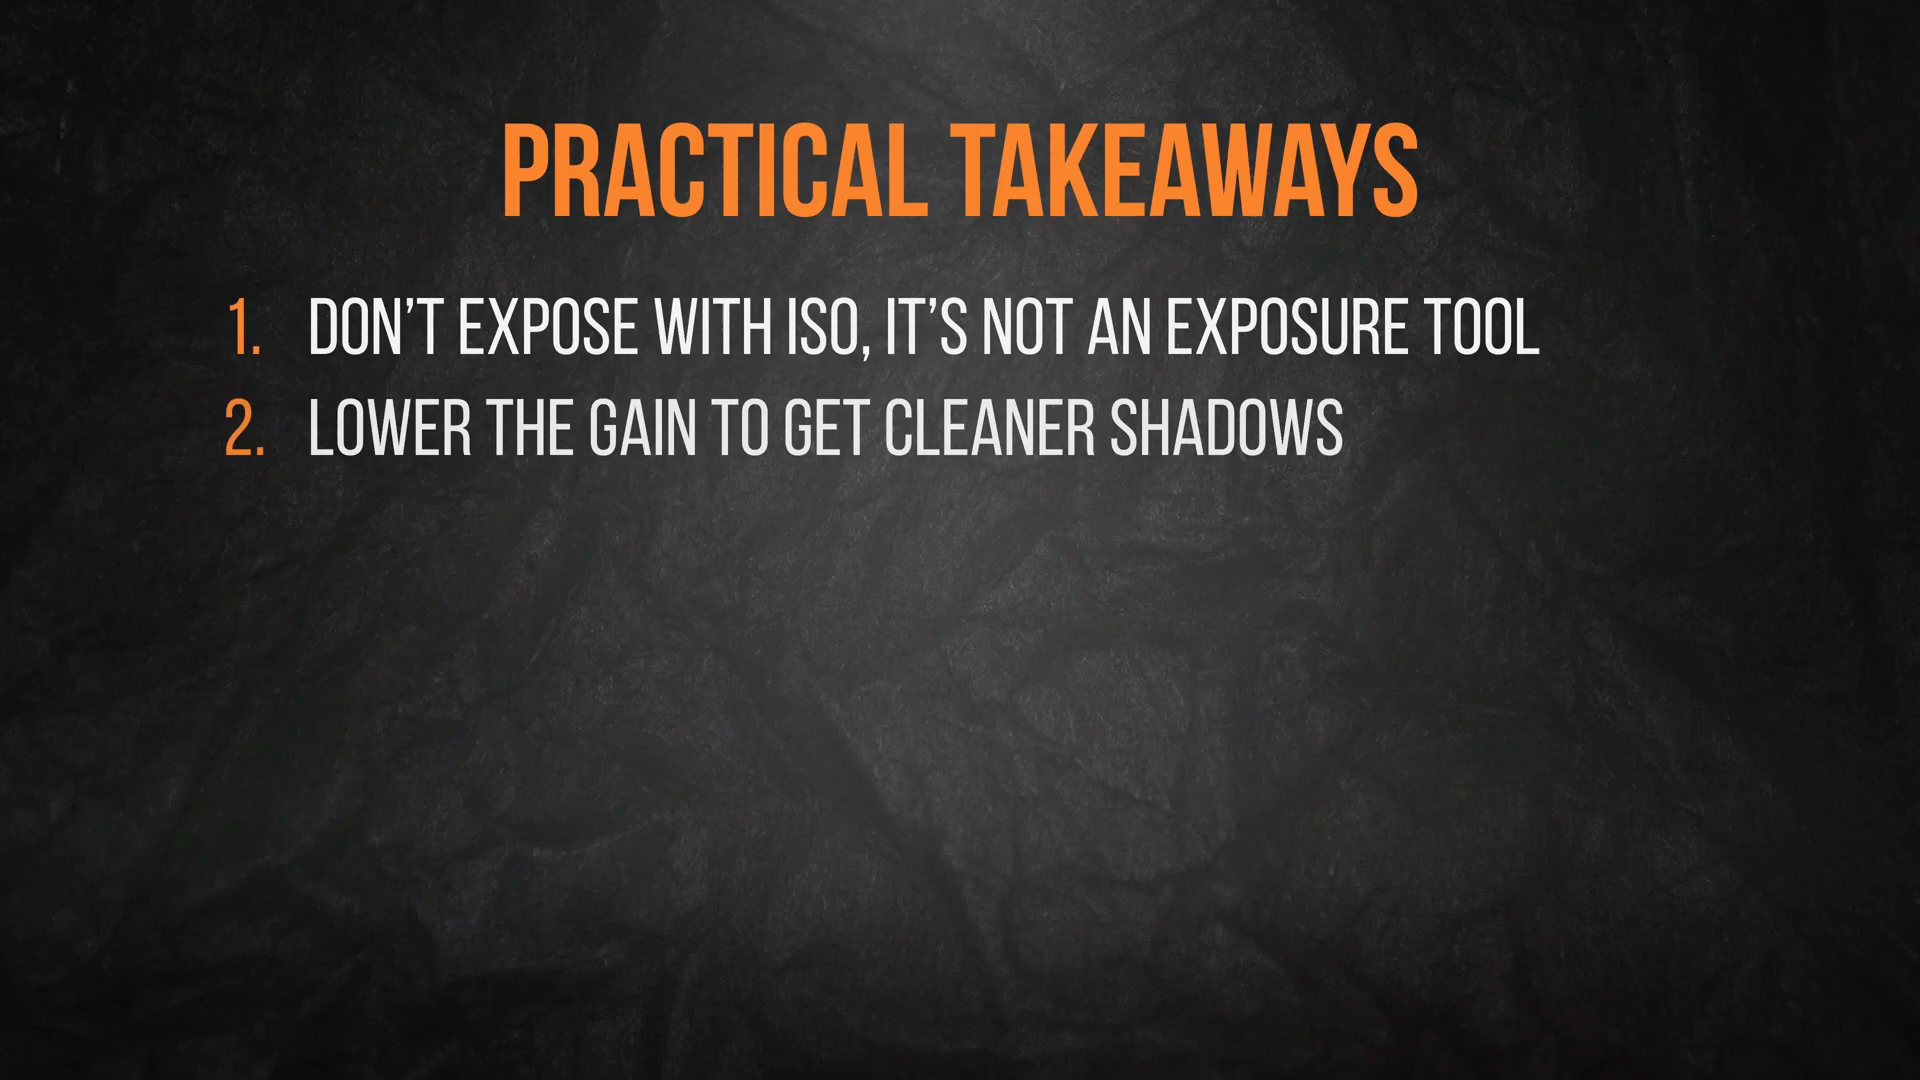 PRACTICAL TAKEAWAYS
1. DON’T EXPOSE WITH ISO, IT’S NOT AN EXPOSURE TOOL
2. LOWER THE GAIN TO GET CLEANER SHADOWS